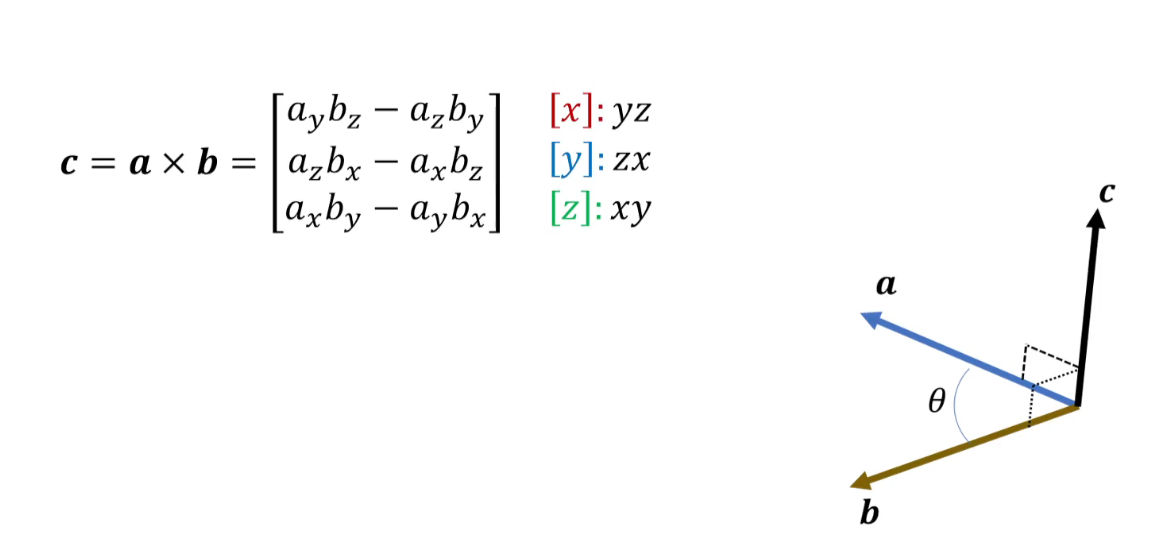 c = a × b = [a_y b_z − a_z b_y [x]: yz
a_z b_x − a_x b_z [y]: zx
a_x b_y − a_y b_x] [z]: xy
c
a
θ
b